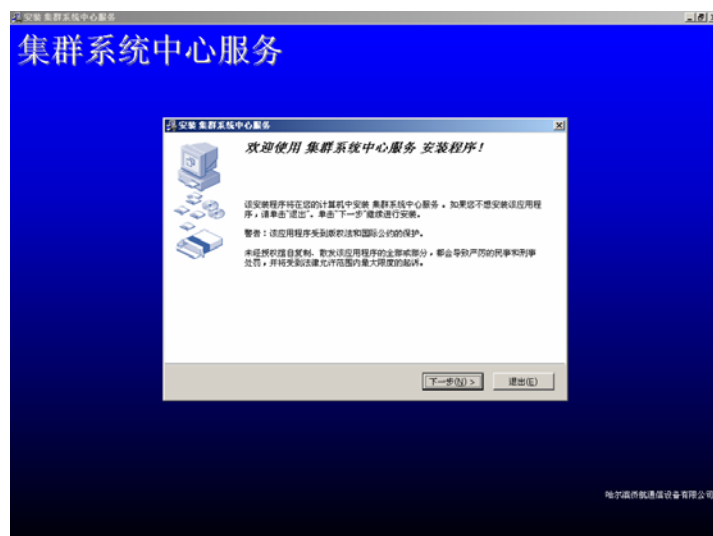 安装 集群系统中心服务
集群系统中心服务
安装 集群系统中心服务
欢迎使用 集群系统中心服务 安装程序!
该安装程序将在您的计算机中安装 集群系统中心服务 。如果您不想安装该应用程
序,请单击“退出”。单击“下一步”继续进行安装。
警告:该应用程序受到版权法和国际公约的保护。
未经授权擅自复制、散发该应用程序的全部或部分,都会导致严厉的民事和刑事
处罚,并将受到法律允许范围内最大限度的起诉。
下一步(N) >
退出(E)
哈尔滨侨航通信设备有限公司